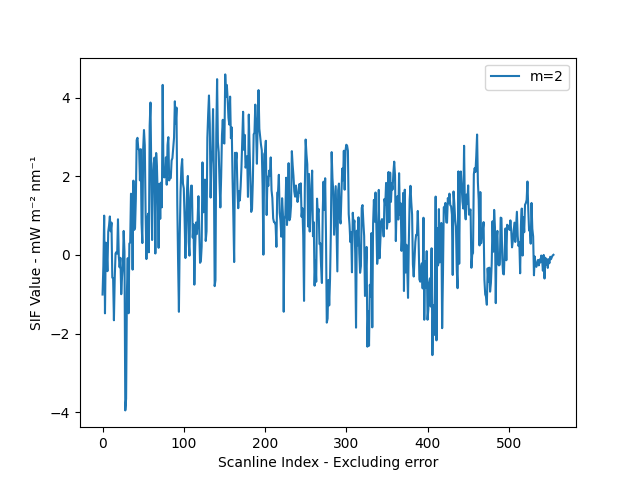 m=2
4
2
0
−2
−4
SIF Value - mW m⁻² nm⁻¹
0 100 200 300 400 500
Scanline Index - Excluding error